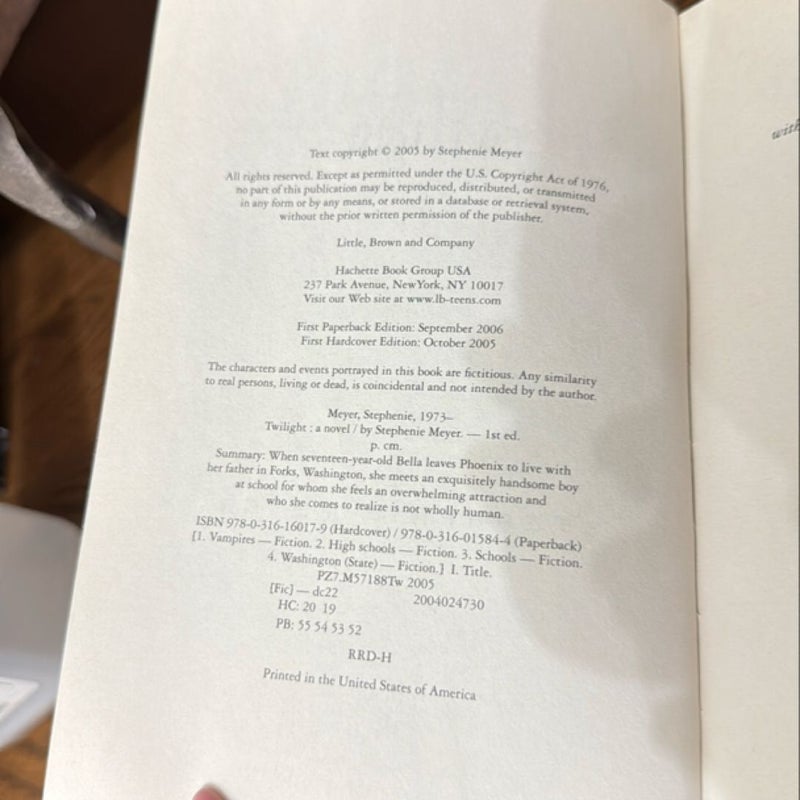 Text copyright © 2005 by Stephenie Meyer
All rights reserved. Except as permitted under the U.S. Copyright Act of 1976,
no part of this publication may be reproduced, distributed, or transmitted
in any form or by any means, or stored in a database or retrieval system,
without the prior written permission of the publisher.
Little, Brown and Company
Hachette Book Group USA
237 Park Avenue, New York, NY 10017
Visit our Web site at www.lb-teens.com
First Paperback Edition: September 2006
First Hardcover Edition: October 2005
The characters and events portrayed in this book are fictitious. Any similarity
to real persons, living or dead, is coincidental and not intended by the author.
Meyer, Stephenie, 1973–
Twilight : a novel / by Stephenie Meyer. — 1st ed.
p. cm.
Summary: When seventeen-year-old Bella leaves Phoenix to live with
her father in Forks, Washington, she meets an exquisitely handsome boy
at school for whom she feels an overwhelming attraction and
who she comes to realize is not wholly human.
ISBN 978-0-316-16017-9 (Hardcover) / 978-0-316-01584-4 (Paperback)
[1. Vampires — Fiction. 2. High schools — Fiction. 3. Schools — Fiction.
4. Washington (State) — Fiction.] I. Title.
PZ7.M57188Tw 2005
[Fic] — dc22 2004024730
HC: 20 19
PB: 55 54 53 52
RRD-H
Printed in the United States of America